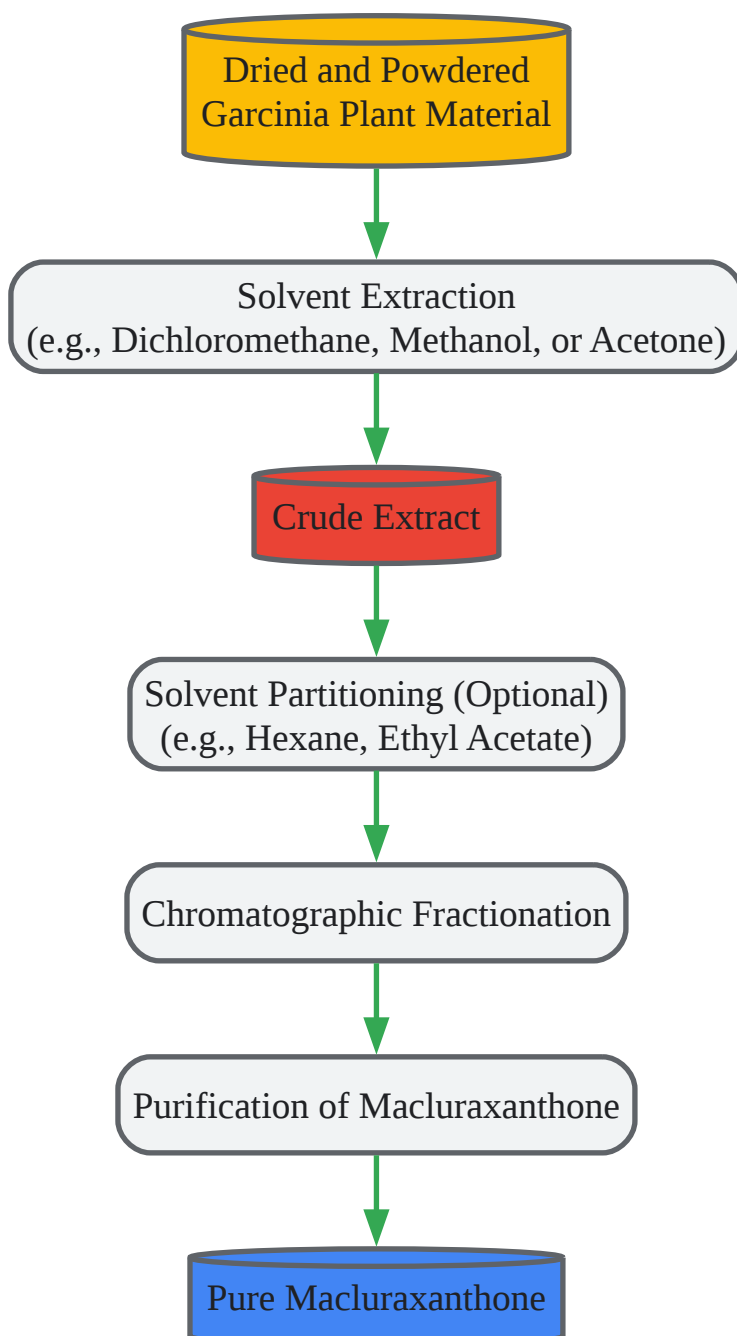 Dried and Powdered
Garcinia Plant Material
Solvent Extraction
(e.g., Dichloromethane, Methanol, or Acetone)
Crude Extract
Solvent Partitioning (Optional)
(e.g., Hexane, Ethyl Acetate)
Chromatographic Fractionation
Purification of Macluraxanthone
Pure Macluraxanthone